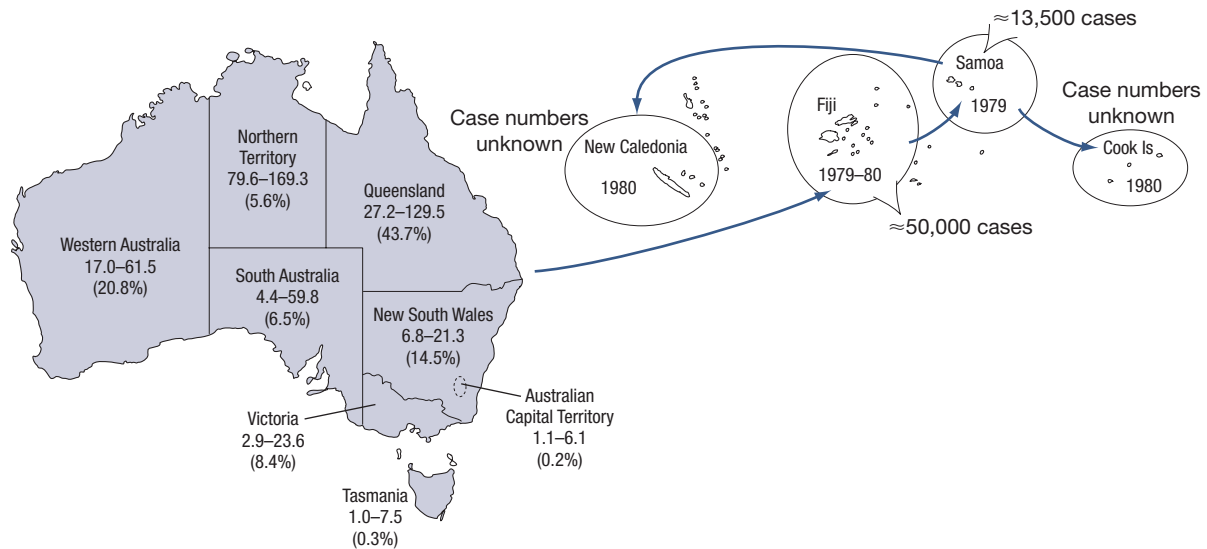 ≈13,500 cases
Samoa
1979
Case numbers
unknown
Cook Is
1980
Fiji
1979–80
≈50,000 cases
Case numbers
unknown
New Caledonia
1980
Northern
Territory
79.6–169.3
(5.6%)
Queensland
27.2–129.5
(43.7%)
Western Australia
17.0–61.5
(20.8%)
South Australia
4.4–59.8
(6.5%)
New South Wales
6.8–21.3
(14.5%)
Australian
Capital Territory
1.1–6.1
(0.2%)
Victoria
2.9–23.6
(8.4%)
Tasmania
1.0–7.5
(0.3%)